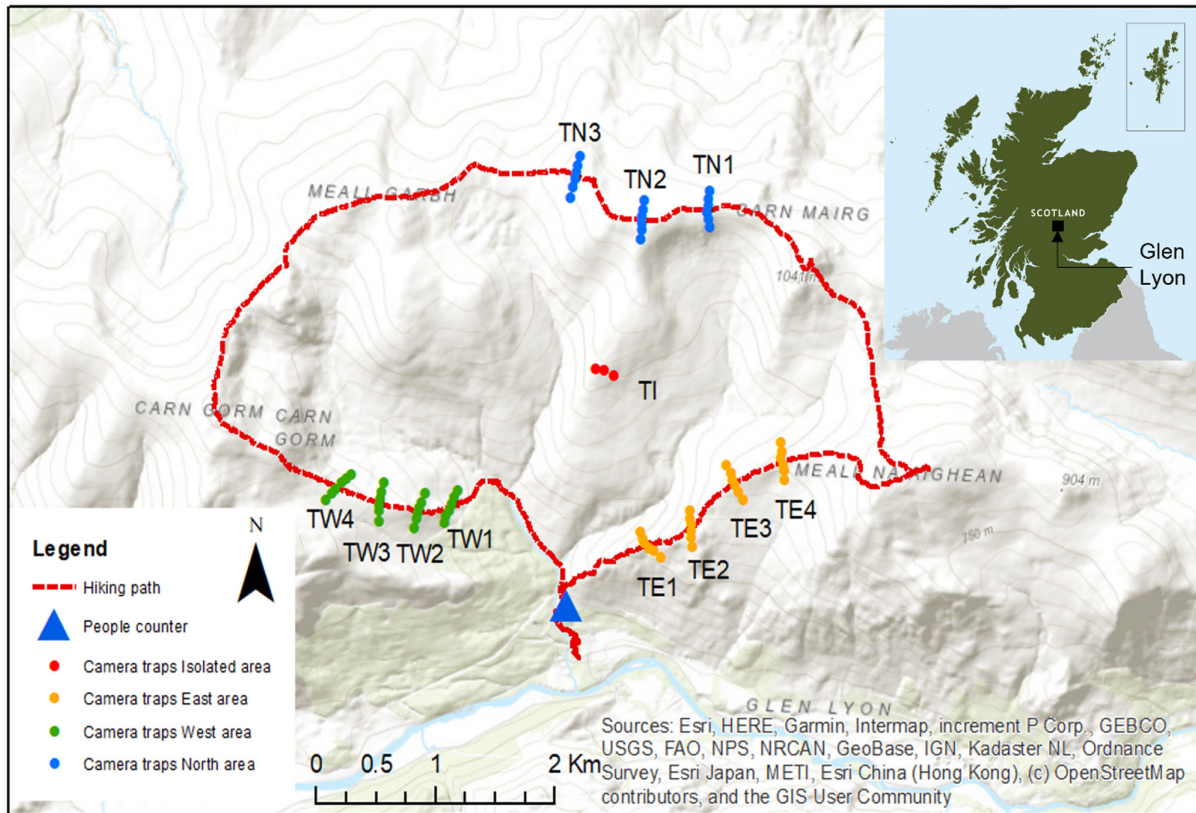 TN3
TN2
TN1
MEALL GARBH
CARN MAIRG
1041 m
SCOTLAND
Glen
Lyon
TI
CARN GORM
CARN
GORM
MEALL NA AIGHEAN
904 m
750 m
TW4
TW3
TW2
TW1
TE4
TE3
TE2
TE1
N
Legend
Hiking path
People counter
Camera traps Isolated area
Camera traps East area
Camera traps West area
Camera traps North area
0 0.5 1 2 Km
GLEN LYON
Sources: Esri, HERE, Garmin, Intermap, increment P Corp., GEBCO,
USGS, FAO, NPS, NRCAN, GeoBase, IGN, Kadaster NL, Ordnance
Survey, Esri Japan, METI, Esri China (Hong Kong), (c) OpenStreetMap
contributors, and the GIS User Community